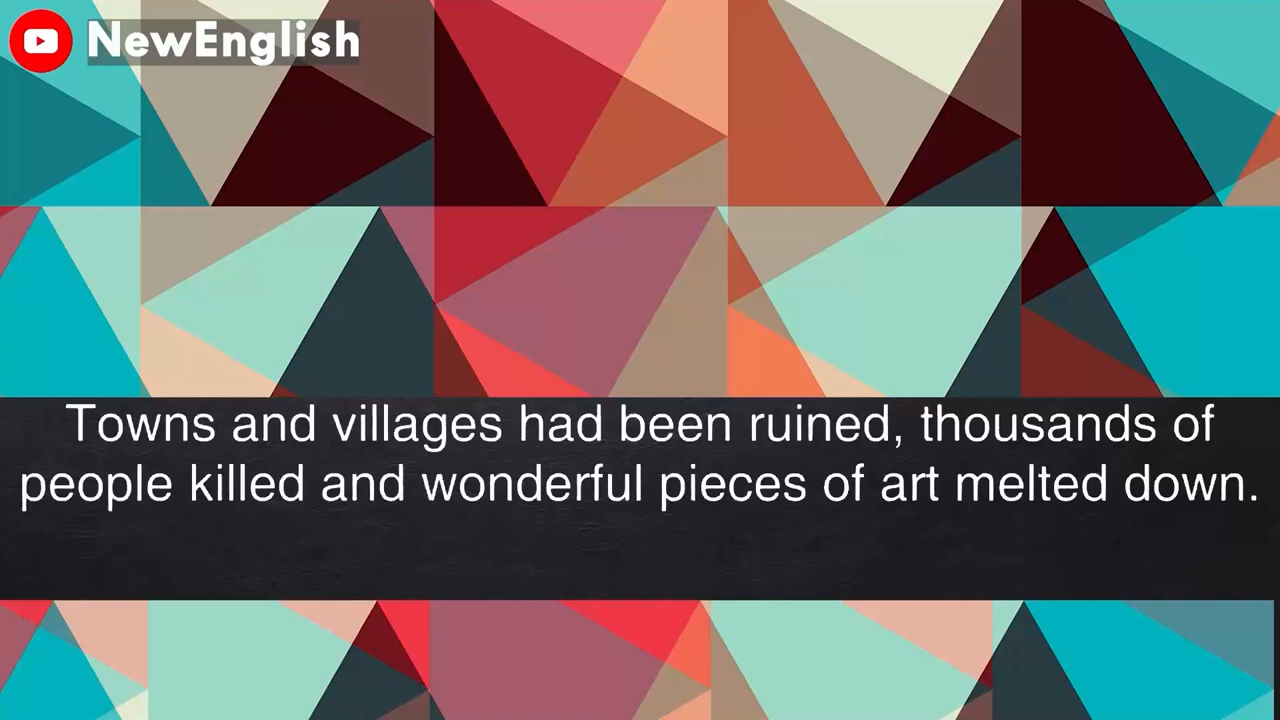 NewEnglish
Towns and villages had been ruined, thousands of
people killed and wonderful pieces of art melted down.